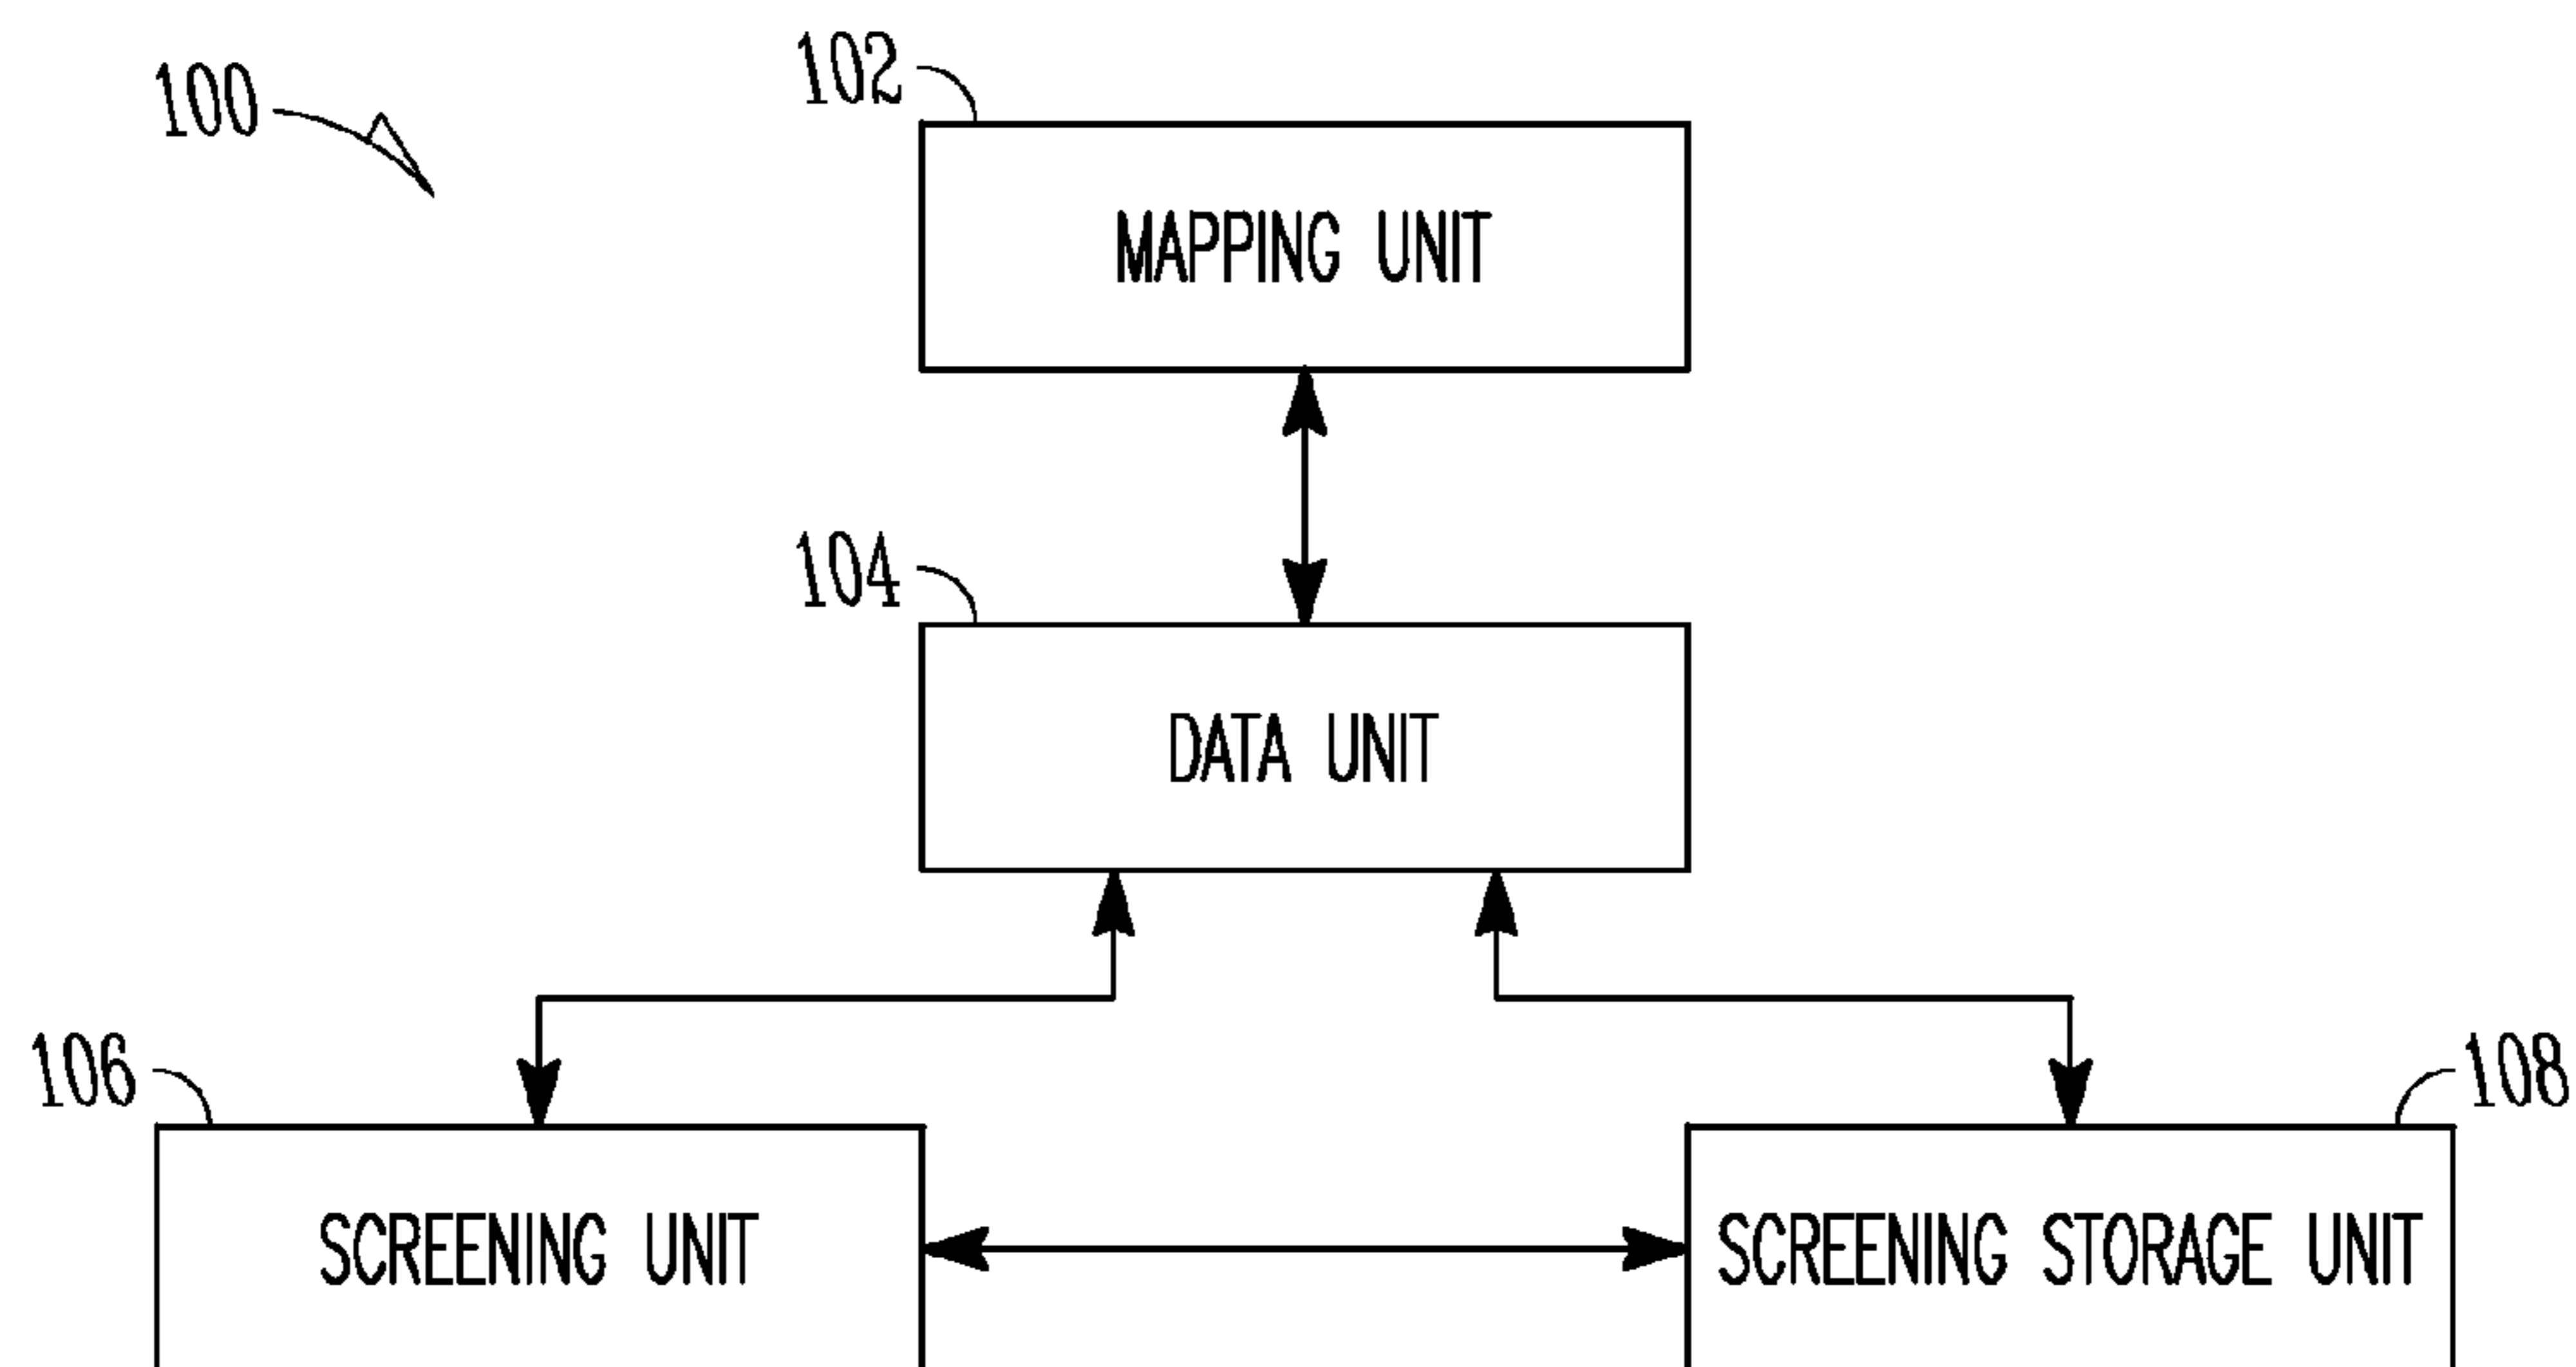 100
102
MAPPING UNIT
104
DATA UNIT
106
108
SCREENING UNIT
SCREENING STORAGE UNIT